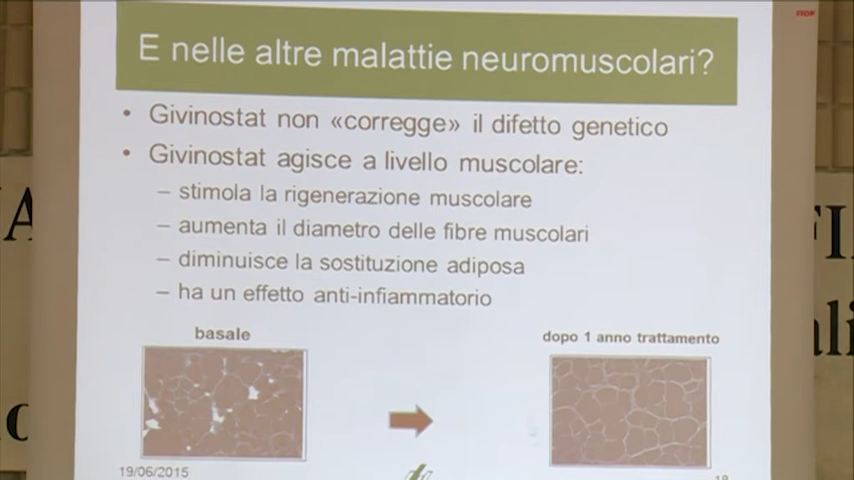 E nelle altre malattie neuromuscolari?
• Givinostat non «corregge» il difetto genetico
• Givinostat agisce a livello muscolare:
– stimola la rigenerazione muscolare
– aumenta il diametro delle fibre muscolari
– diminuisce la sostituzione adiposa
– ha un effetto anti-infiammatorio
basale
dopo 1 anno trattamento
19/06/2015